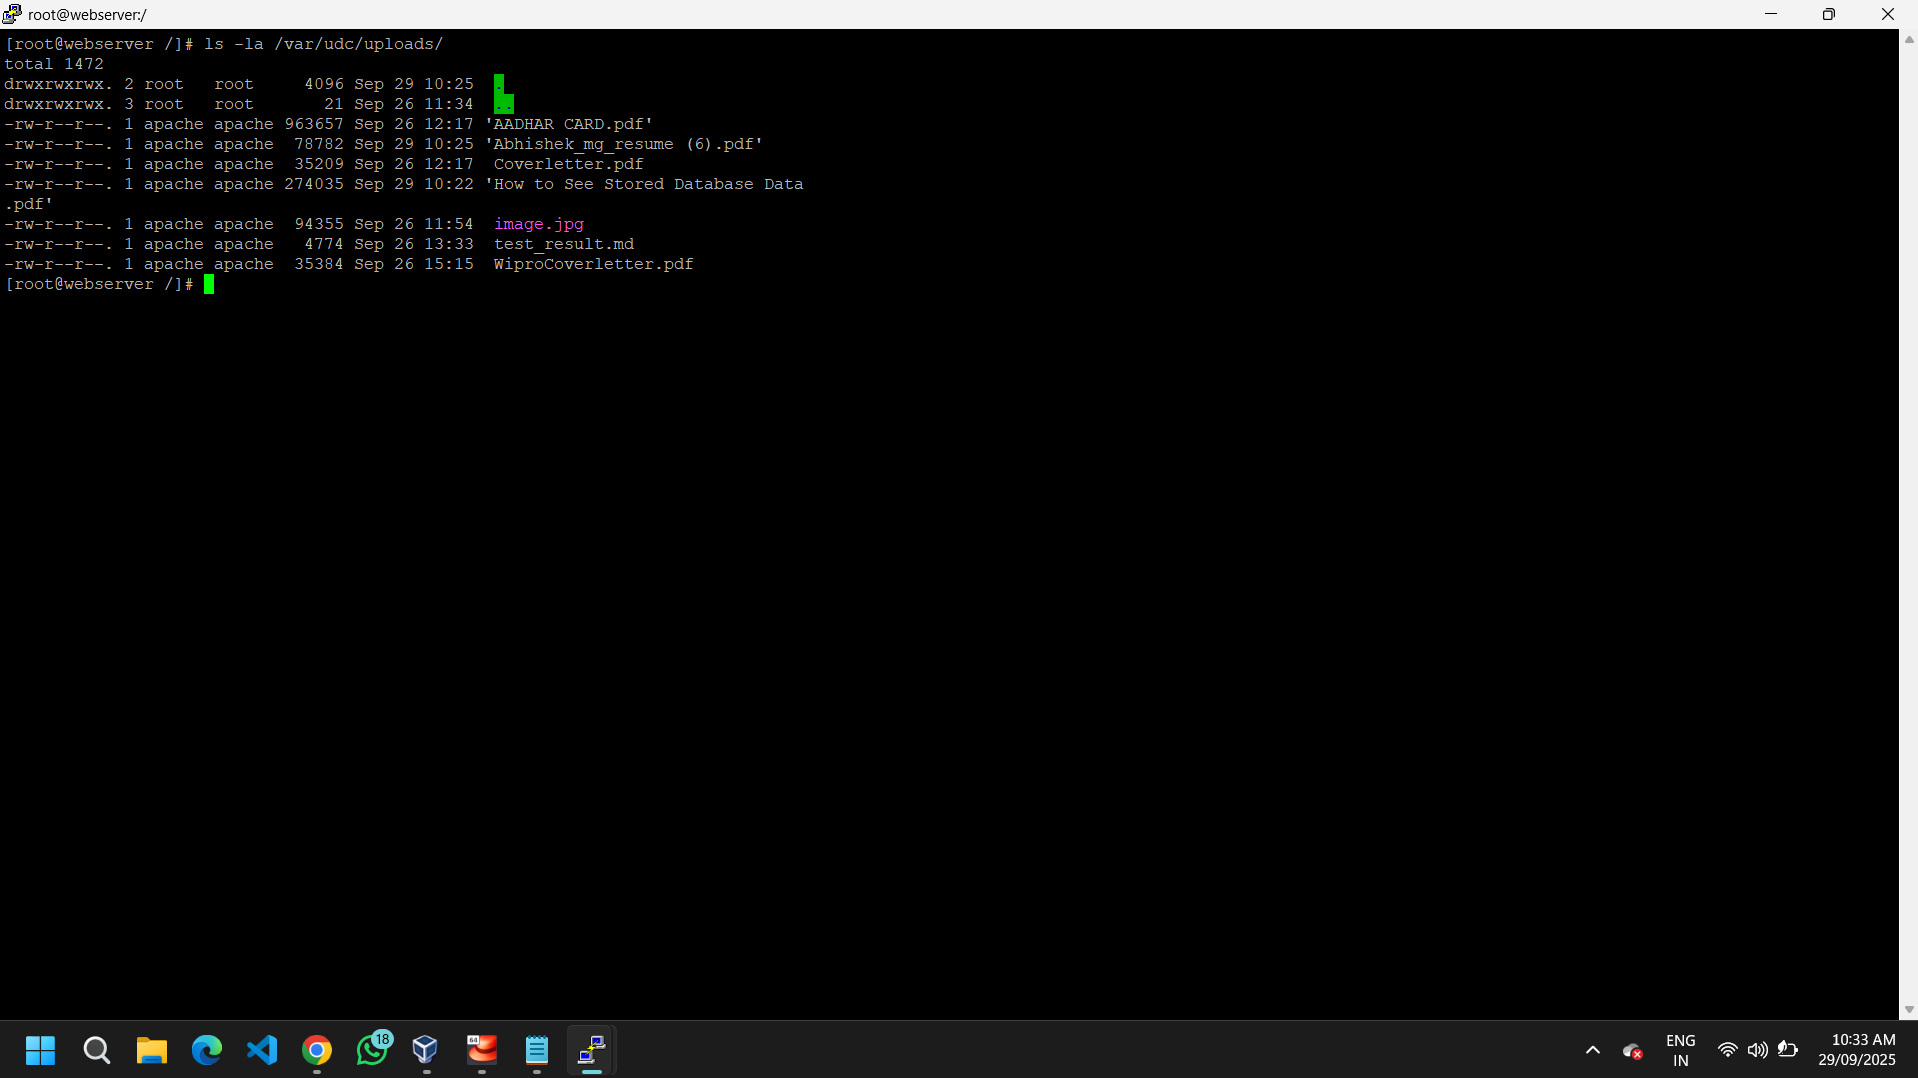 root@webserver:/
[root@webserver /]# ls -la /var/udc/uploads/
total 1472
drwxrwxrwx. 2 root   root     4096 Sep 29 10:25  .
drwxrwxrwx. 3 root   root       21 Sep 26 11:34  ..
-rw-r--r--. 1 apache apache 963657 Sep 26 12:17 'AADHAR CARD.pdf'
-rw-r--r--. 1 apache apache  78782 Sep 29 10:25 'Abhishek_mg_resume (6).pdf'
-rw-r--r--. 1 apache apache  35209 Sep 26 12:17  Coverletter.pdf
-rw-r--r--. 1 apache apache 274035 Sep 29 10:22 'How to See Stored Database Data
.pdf'
-rw-r--r--. 1 apache apache  94355 Sep 26 11:54  image.jpg
-rw-r--r--. 1 apache apache   4774 Sep 26 13:33  test_result.md
-rw-r--r--. 1 apache apache  35384 Sep 26 15:15  WiproCoverletter.pdf
[root@webserver /]#
18
64
ENG
IN
10:33 AM
29/09/2025